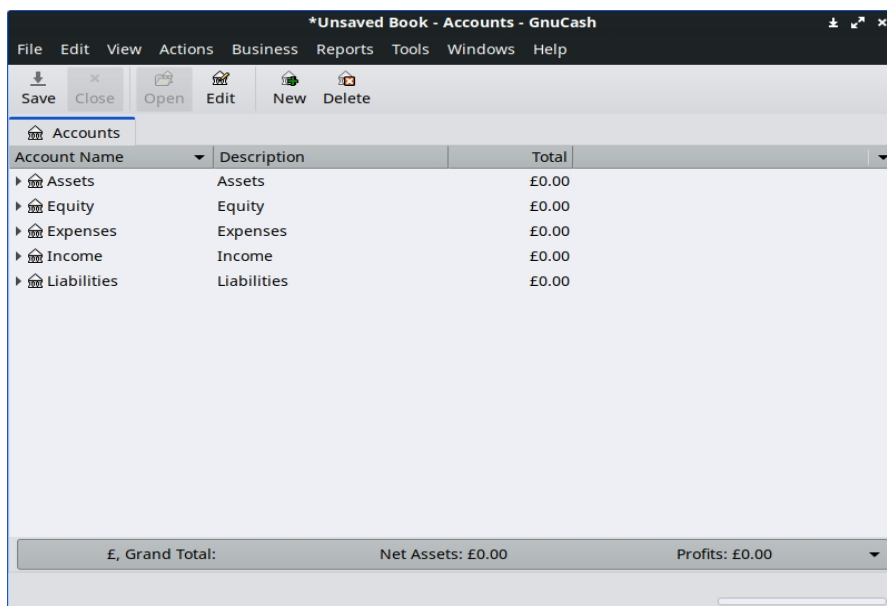 *Unsaved Book - Accounts - GnuCash
File Edit View Actions Business Reports Tools Windows Help
Save Close Open Edit New Delete
Accounts
Account Name Description Total
Assets Assets £0.00
Equity Equity £0.00
Expenses Expenses £0.00
Income Income £0.00
Liabilities Liabilities £0.00
£, Grand Total: Net Assets: £0.00 Profits: £0.00